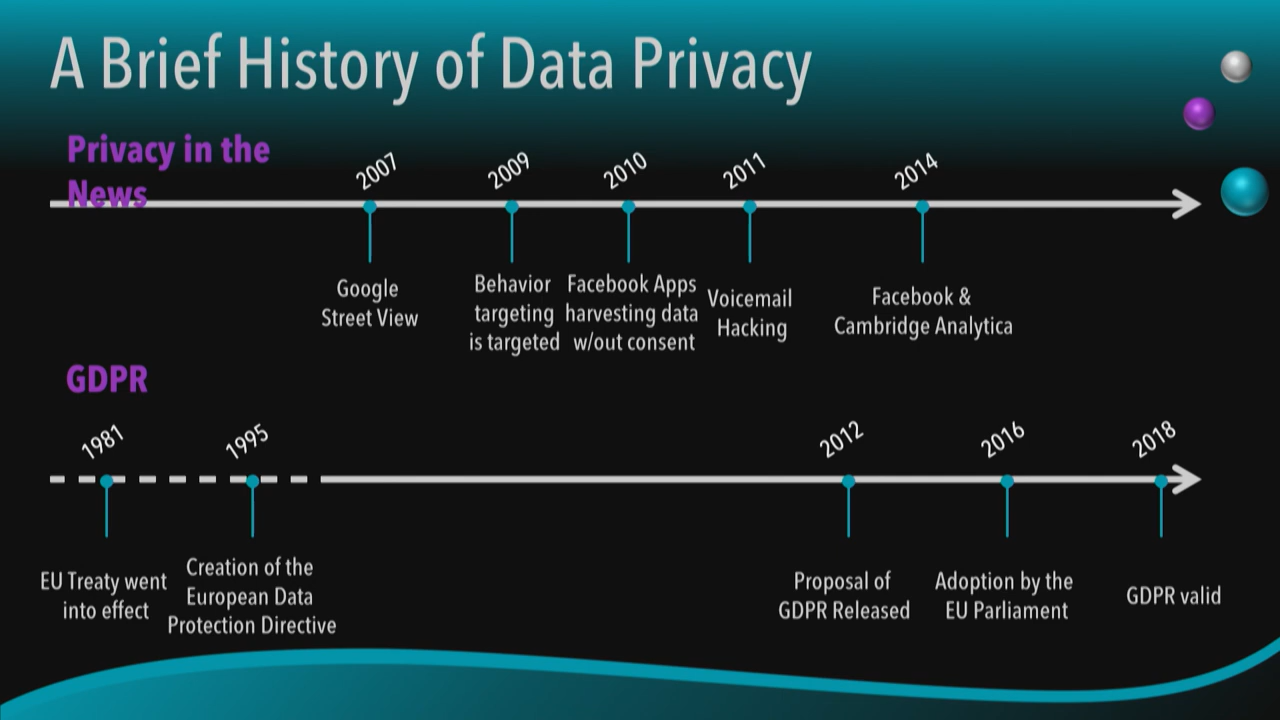 A Brief History of Data Privacy
Privacy in the
News
2007
2009
2010
2011
2014
Google
Street View
Behavior
targeting
is targeted
Facebook Apps
harvesting data
w/out consent
Voicemail
Hacking
Facebook &
Cambridge Analytica
GDPR
1981
1995
2012
2016
2018
EU Treaty went
into effect
Creation of the
European Data
Protection Directive
Proposal of
GDPR Released
Adoption by the
EU Parliament
GDPR valid